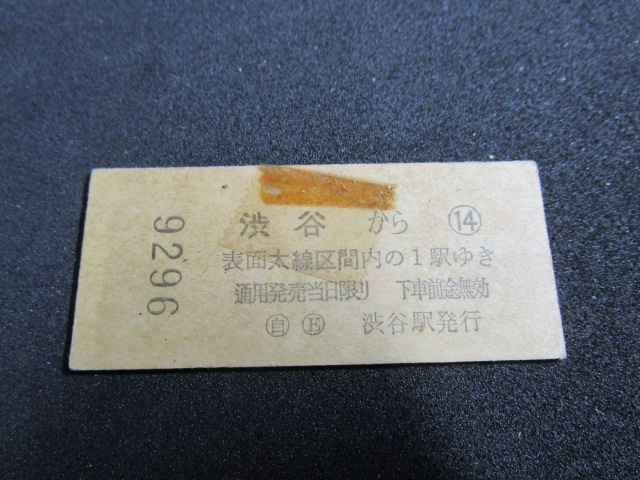 渋谷 から ⑭
表面太線区間内の1駅ゆき
通用発売当日限り 下車前途無効
㊀自 Ⓔ 渋谷駅発行
9296